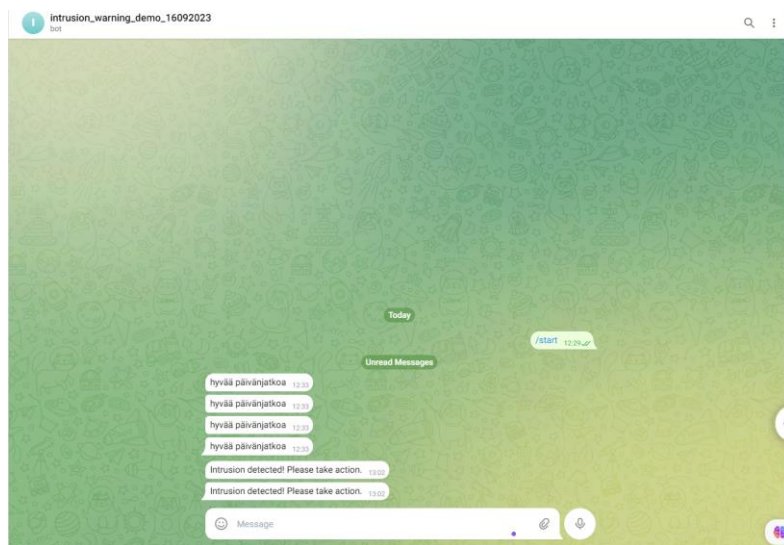 I
intrusion_warning_demo_16092023
bot
Today
/start 12:29
Unread Messages
hyvää päivänjatkoa 12:33
hyvää päivänjatkoa 12:33
hyvää päivänjatkoa 12:33
hyvää päivänjatkoa 12:33
Intrusion detected! Please take action. 13:02
Intrusion detected! Please take action. 13:02
Message